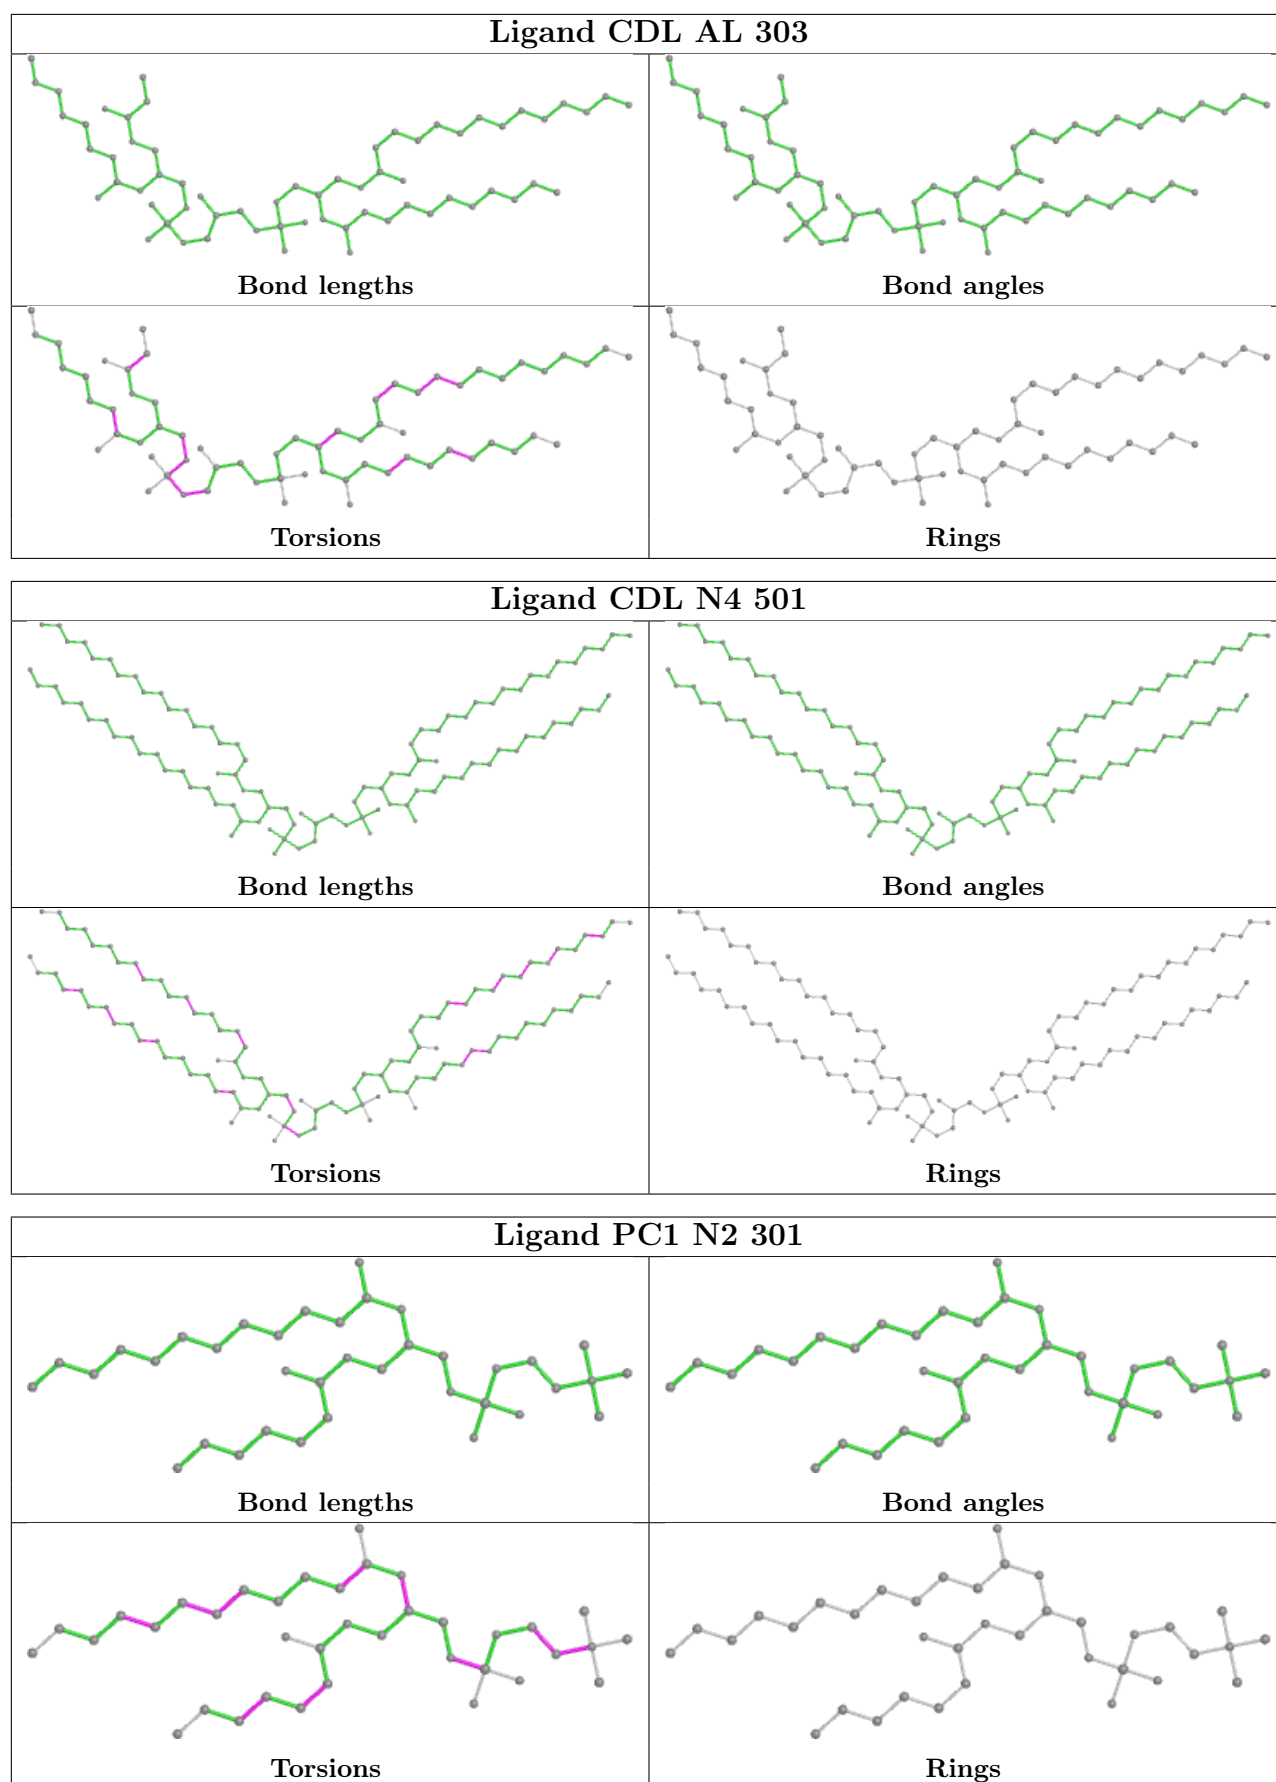 Ligand CDL AL 303
Bond lengths
Bond angles
Torsions
Rings
Ligand CDL N4 501
Bond lengths
Bond angles
Torsions
Rings
Ligand PC1 N2 301
Bond lengths
Bond angles
Torsions
Rings